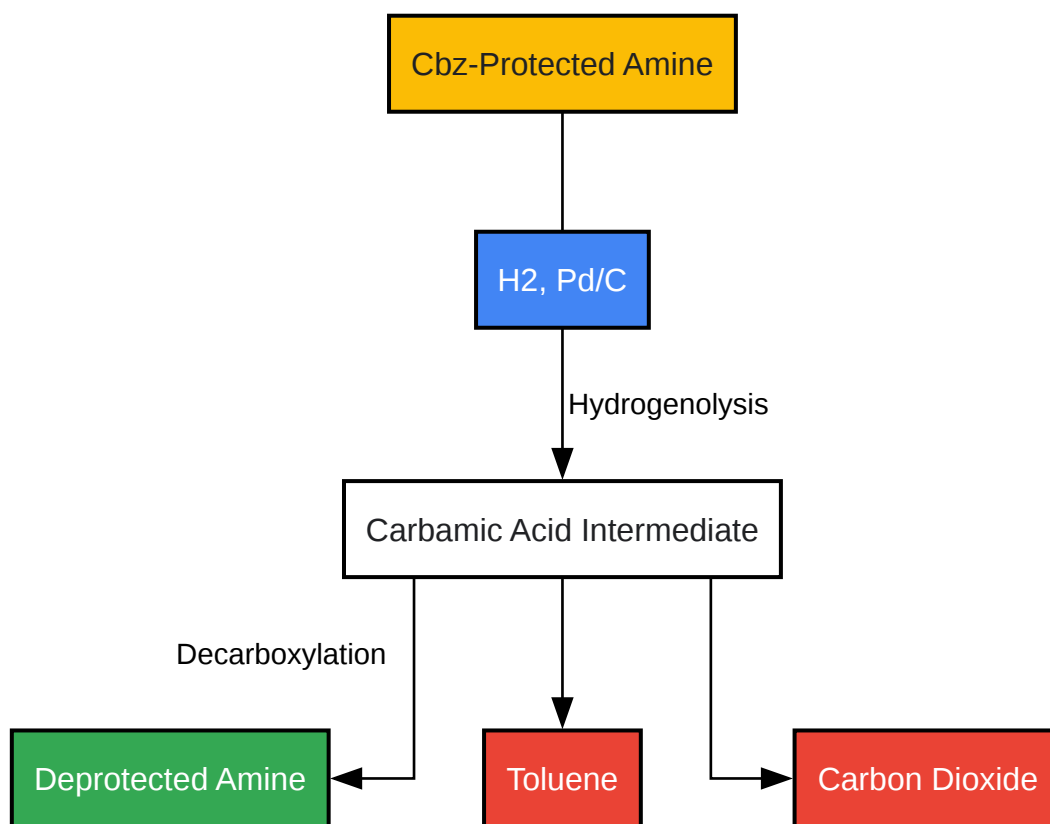 Cbz-Protected Amine
H2, Pd/C
Hydrogenolysis
Carbamic Acid Intermediate
Decarboxylation
Deprotected Amine
Toluene
Carbon Dioxide